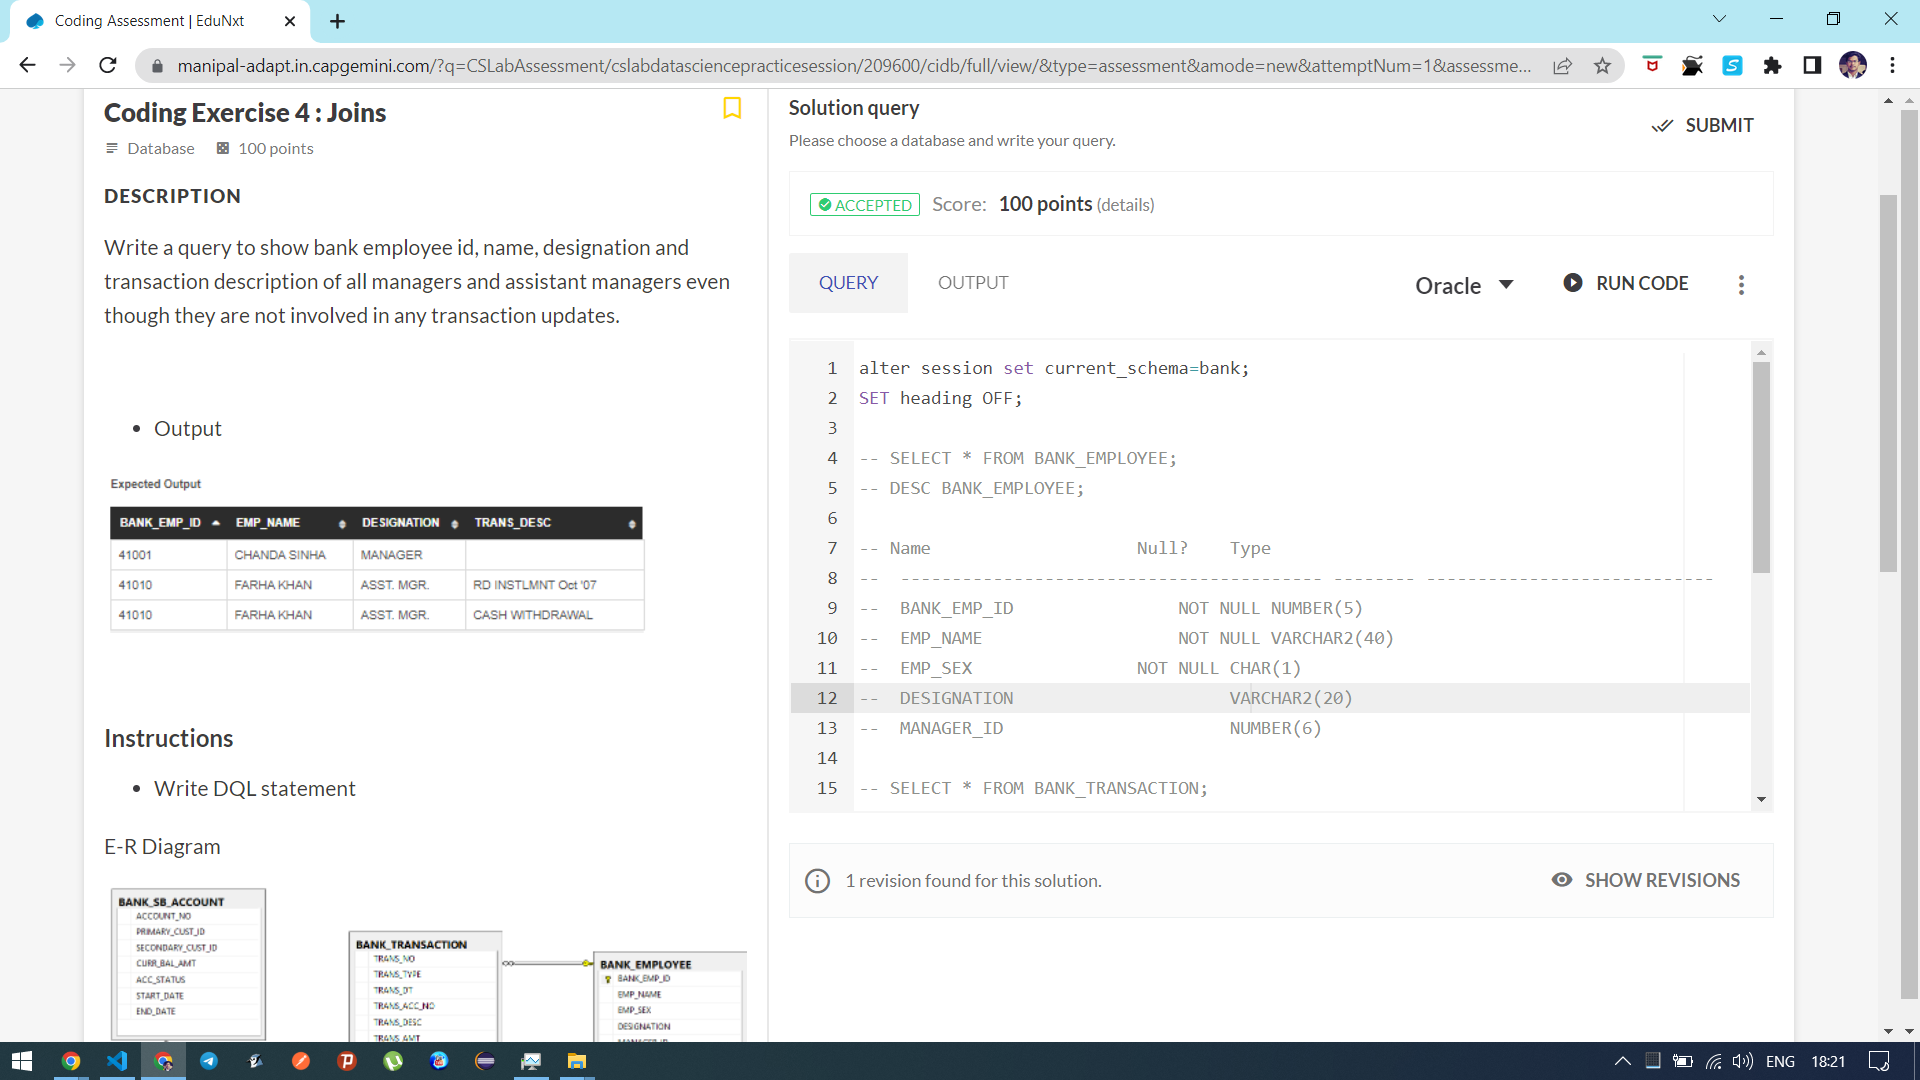 Coding Assessment | EduNxt
manipal-adapt.in.capgemini.com/?q=CSLabAssessment/cslabdatasciencepracticesession/209600/cidb/full/view/&type=assessment&amode=new&attemptNum=1&assessme...
Coding Exercise 4 : Joins
Database 100 points
DESCRIPTION
Write a query to show bank employee id, name, designation and
transaction description of all managers and assistant managers even
though they are not involved in any transaction updates.
Output
Expected Output
BANK_EMP_ID EMP_NAME DESIGNATION TRANS_DESC
41001 CHANDA SINHA MANAGER
41010 FARHA KHAN ASST. MGR. RD INSTLMNT Oct '07
41010 FARHA KHAN ASST. MGR. CASH WITHDRAWAL
Instructions
Write DQL statement
E-R Diagram
BANK_SB_ACCOUNT
ACCOUNT_NO
PRIMARY_CUST_ID
SECONDARY_CUST_ID
CURR_BAL_AMT
ACC_STATUS
START_DATE
END_DATE
BANK_TRANSACTION
TRANS_NO
TRANS_TYPE
TRANS_DT
TRANS_ACC_NO
TRANS_DESC
TRANS_AMT
BANK_EMPLOYEE
BANK_EMP_ID
EMP_NAME
EMP_SEX
DESIGNATION
Solution query
Please choose a database and write your query.
SUBMIT
ACCEPTED Score: 100 points (details)
QUERY OUTPUT Oracle RUN CODE
1 alter session set current_schema=bank;
2 SET heading OFF;
3
4 -- SELECT * FROM BANK_EMPLOYEE;
5 -- DESC BANK_EMPLOYEE;
6
7 -- Name Null? Type
8 -- ----------------------------------------- -------- ----------------------------
9 -- BANK_EMP_ID NOT NULL NUMBER(5)
10 -- EMP_NAME NOT NULL VARCHAR2(40)
11 -- EMP_SEX NOT NULL CHAR(1)
12 -- DESIGNATION VARCHAR2(20)
13 -- MANAGER_ID NUMBER(6)
14
15 -- SELECT * FROM BANK_TRANSACTION;
1 revision found for this solution. SHOW REVISIONS
ENG 18:21